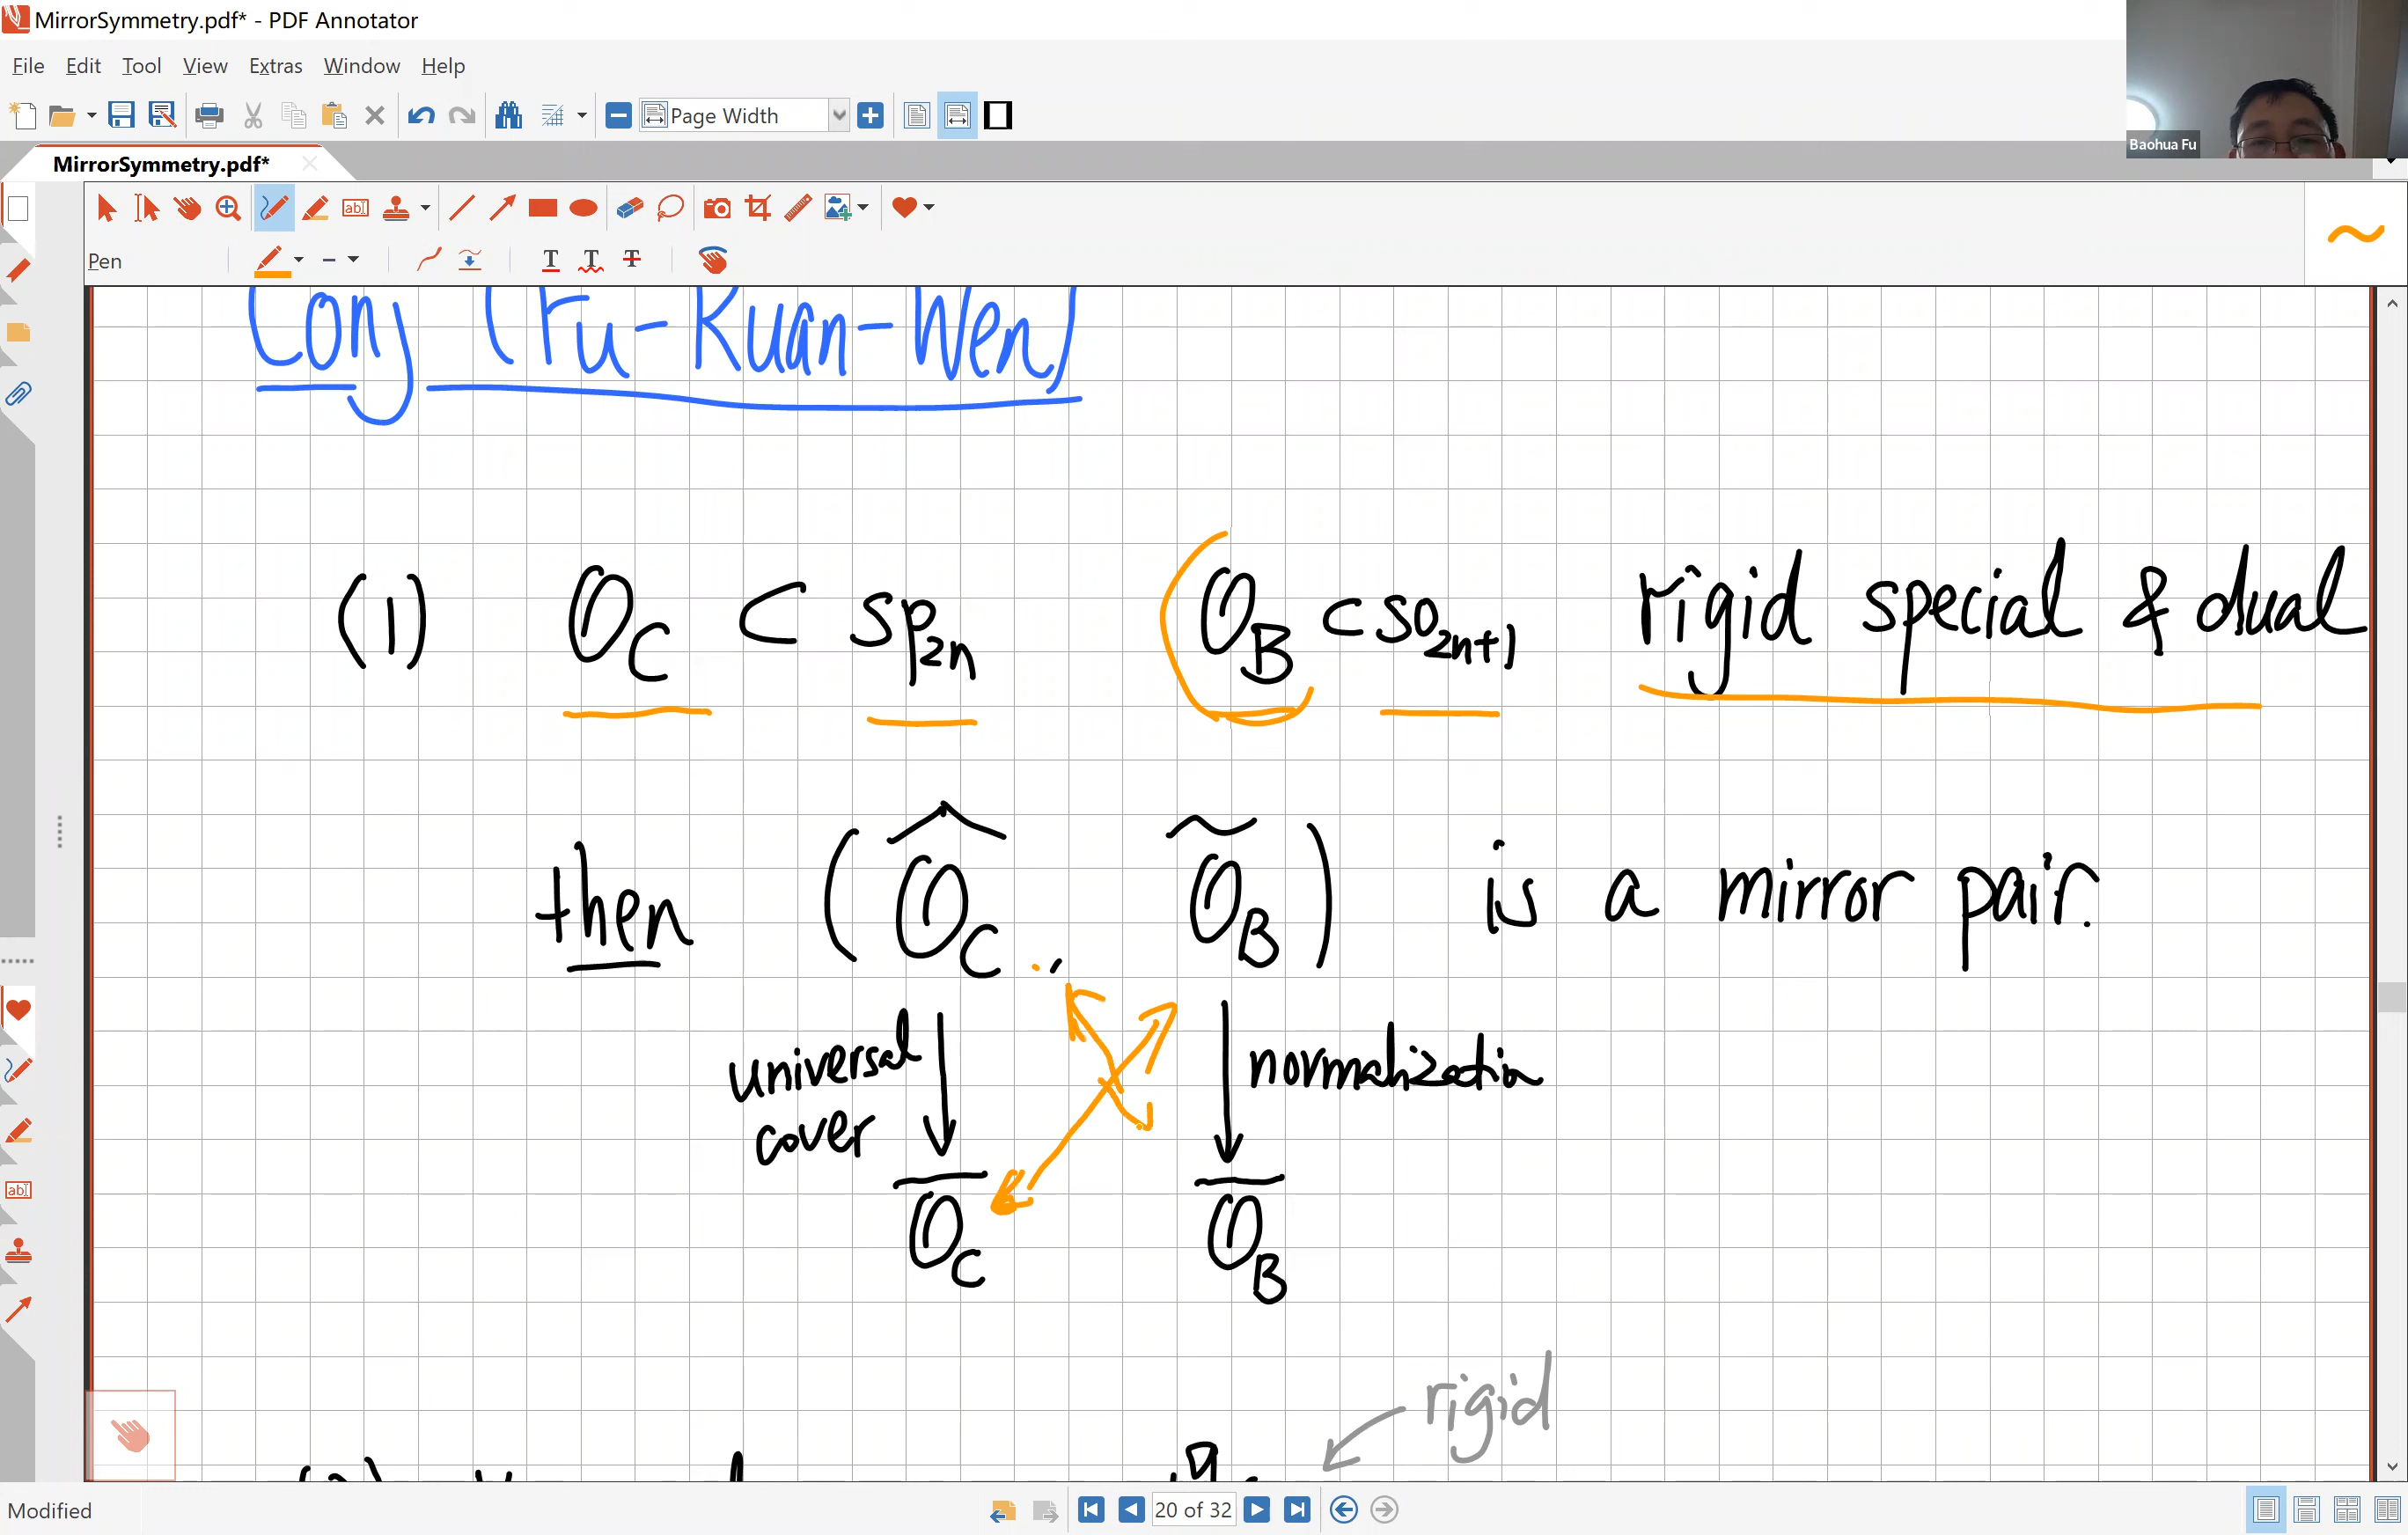 MirrorSymmetry.pdf* - PDF Annotator
File Edit Tool View Extras Window Help
Page Width
Baohua Fu
MirrorSymmetry.pdf*
Pen
Conj (Fu-Kuan-Wen)
(1) O_C ⊂ sp_2n O_B ⊂ so_2n+1 rigid special & dual
then (Ô_C , Õ_B) is a mirror pair.
universal cover
normalization
O̅_C O̅_B
rigid
Modified
20 of 32